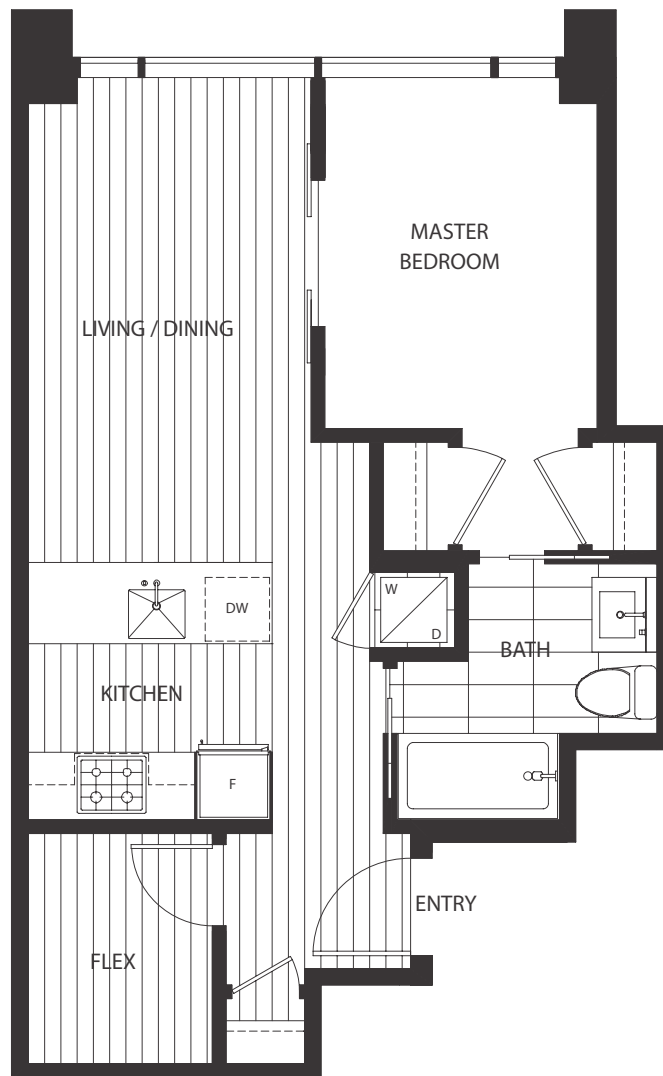 MASTER
BEDROOM
LIVING / DINING
W
D
DW
BATH
KITCHEN
F
ENTRY
FLEX